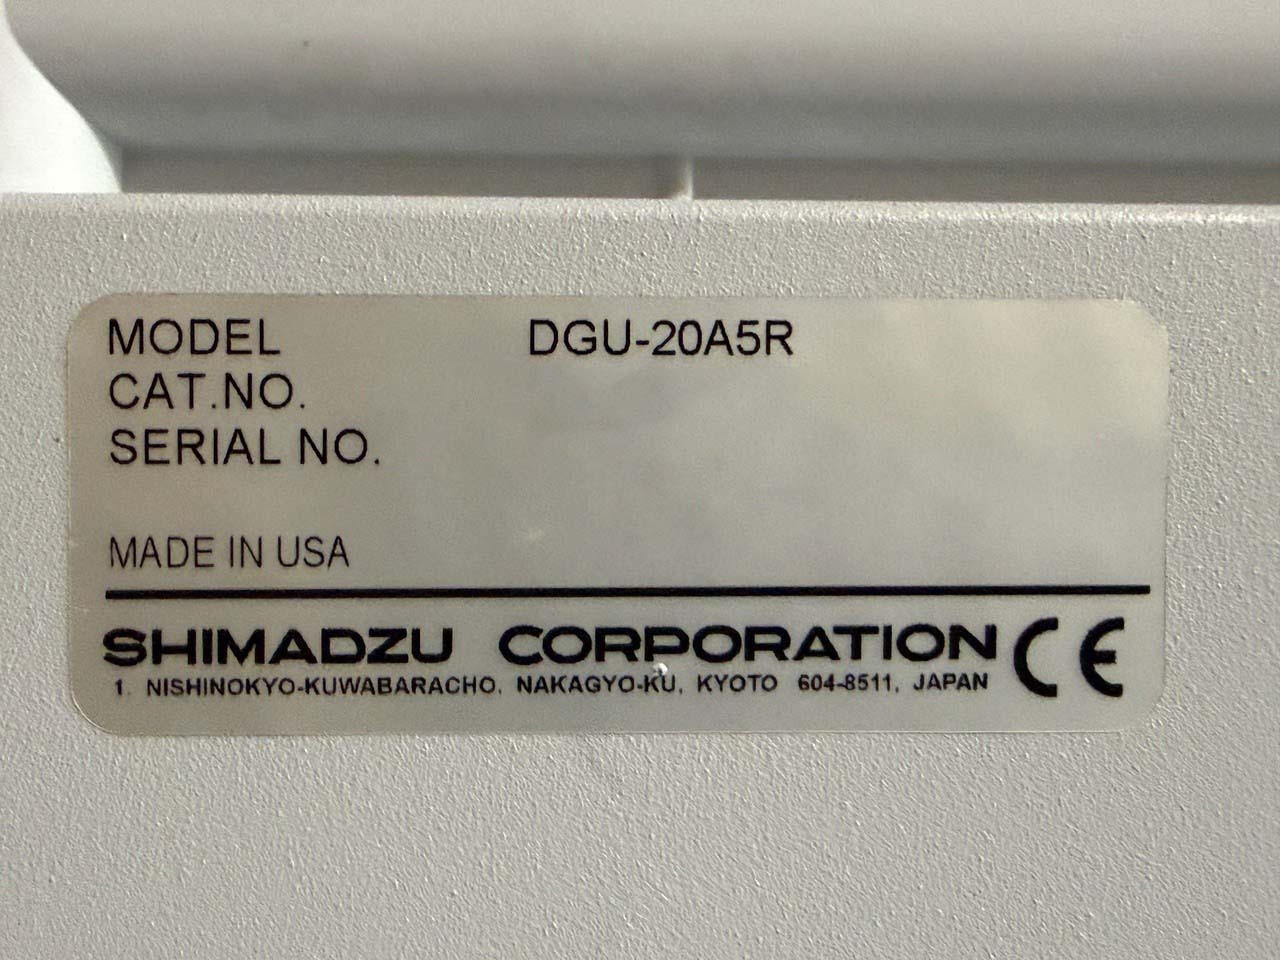 MODEL DGU-20A5R
CAT.NO.
SERIAL NO.
MADE IN USA
SHIMADZU CORPORATION CE
1. NISHINOKYO-KUWABARACHO, NAKAGYO-KU, KYOTO 604-8511, JAPAN